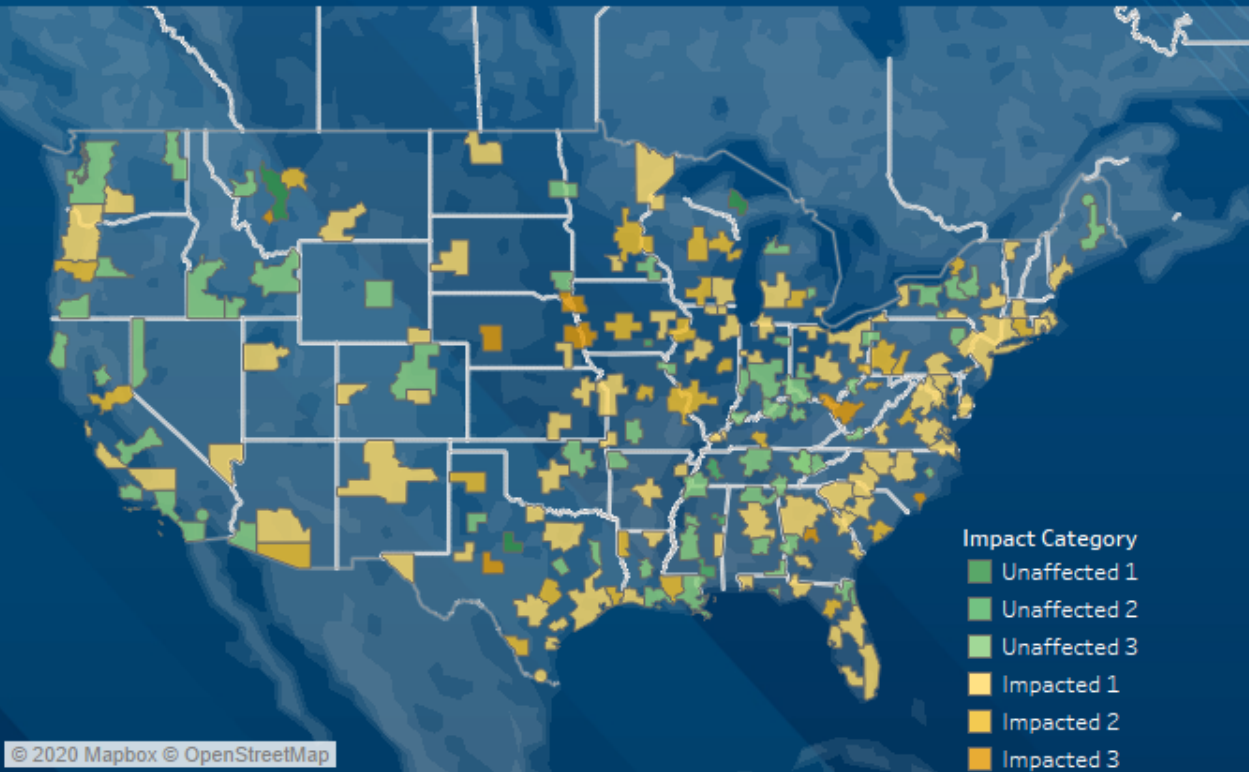 Impact Category
Unaffected 1
Unaffected 2
Unaffected 3
Impacted 1
Impacted 2
Impacted 3
© 2020 Mapbox © OpenStreetMap